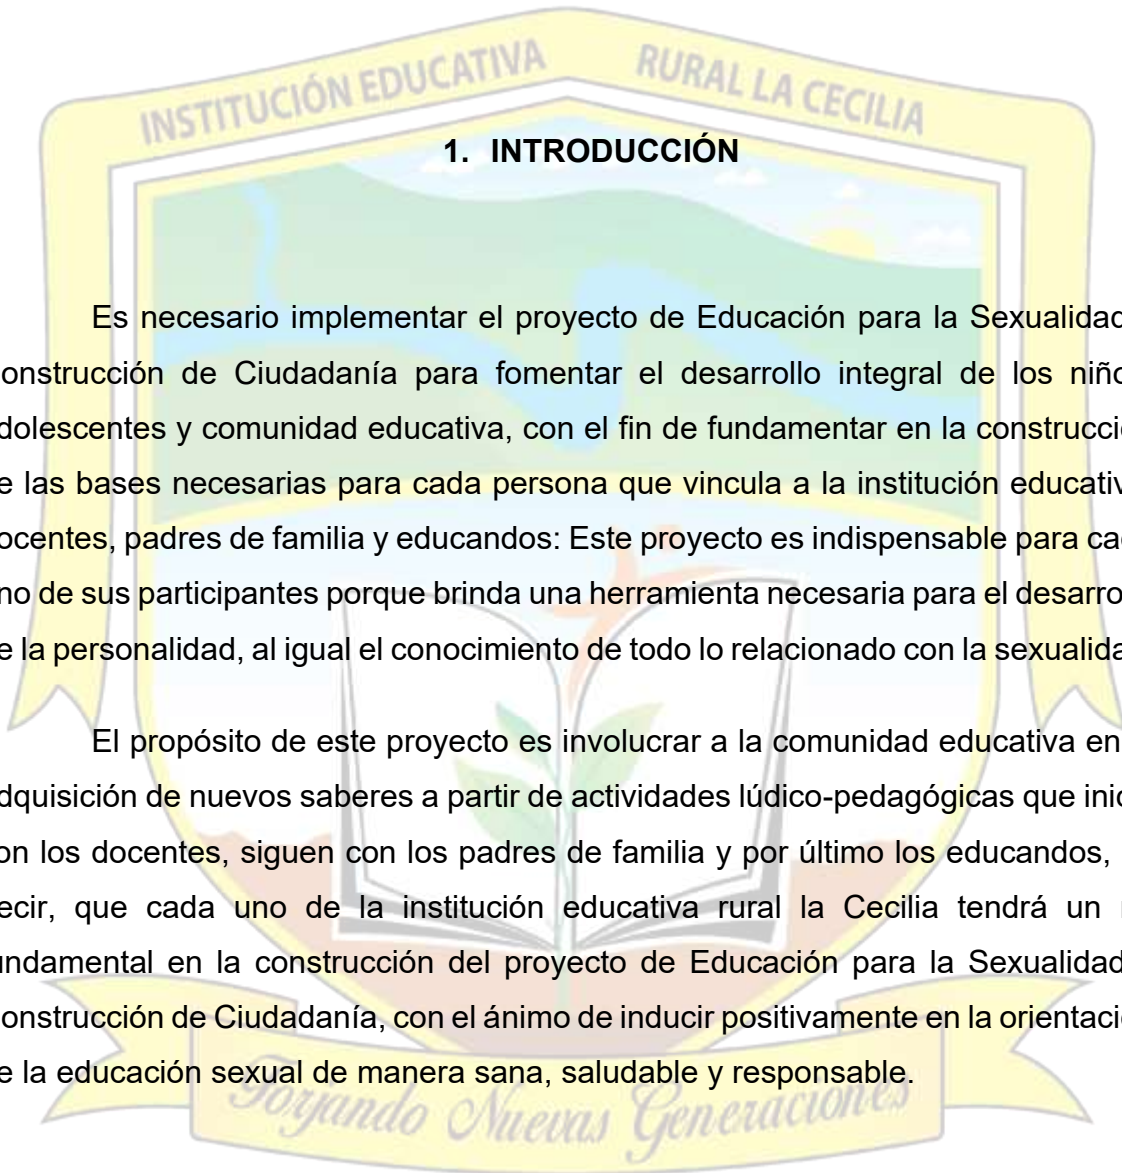 INSTITUCIÓN EDUCATIVA RURAL LA CECILIA
1. INTRODUCCIÓN
Es necesario implementar el proyecto de Educación para la Sexualidad
onstrucción de Ciudadanía para fomentar el desarrollo integral de los niño
dolescentes y comunidad educativa, con el fin de fundamentar en la construcció
e las bases necesarias para cada persona que vincula a la institución educativ
ocentes, padres de familia y educandos: Este proyecto es indispensable para ca
no de sus participantes porque brinda una herramienta necesaria para el desarro
e la personalidad, al igual el conocimiento de todo lo relacionado con la sexualida
El propósito de este proyecto es involucrar a la comunidad educativa en
dquisición de nuevos saberes a partir de actividades lúdico-pedagógicas que inic
on los docentes, siguen con los padres de familia y por último los educandos,
ecir, que cada uno de la institución educativa rural la Cecilia tendrá un
undamental en la construcción del proyecto de Educación para la Sexualidad
onstrucción de Ciudadanía, con el ánimo de inducir positivamente en la orientació
e la educación sexual de manera sana, saludable y responsable.
Forjando Nuevas Generaciones